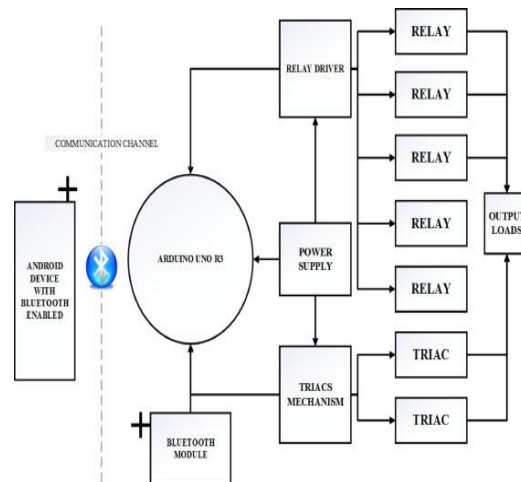 RELAY
RELAY DRIVER
RELAY
COMMUNICATION CHANNEL
RELAY
ANDROID
DEVICE
WITH
BLUETOOTH
ENABLED
ARDUINO UNO R3
POWER
SUPPLY
RELAY
OUTPUT
LOADS
RELAY
TRIACS
MECHANISM
TRIAC
TRIAC
BLUETOOTH
MODULE